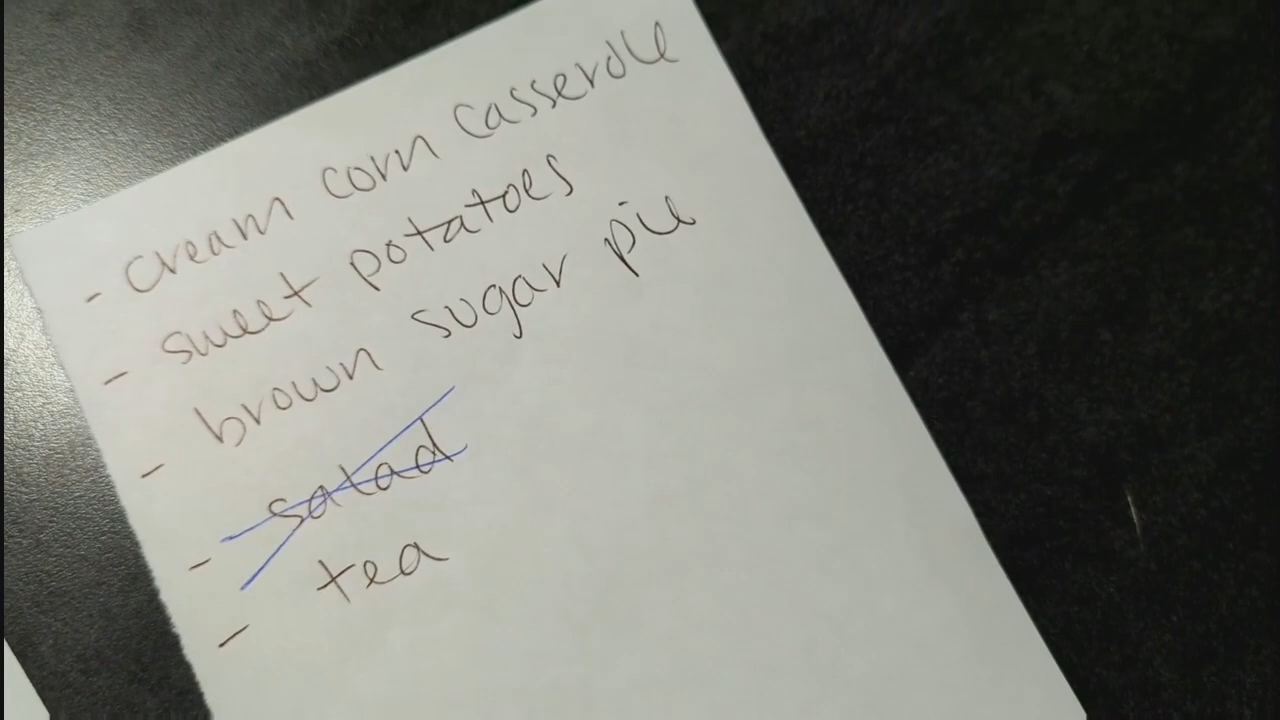 - cream corn casserole
- sweet potatoes
- brown sugar pie
- salad
- tea